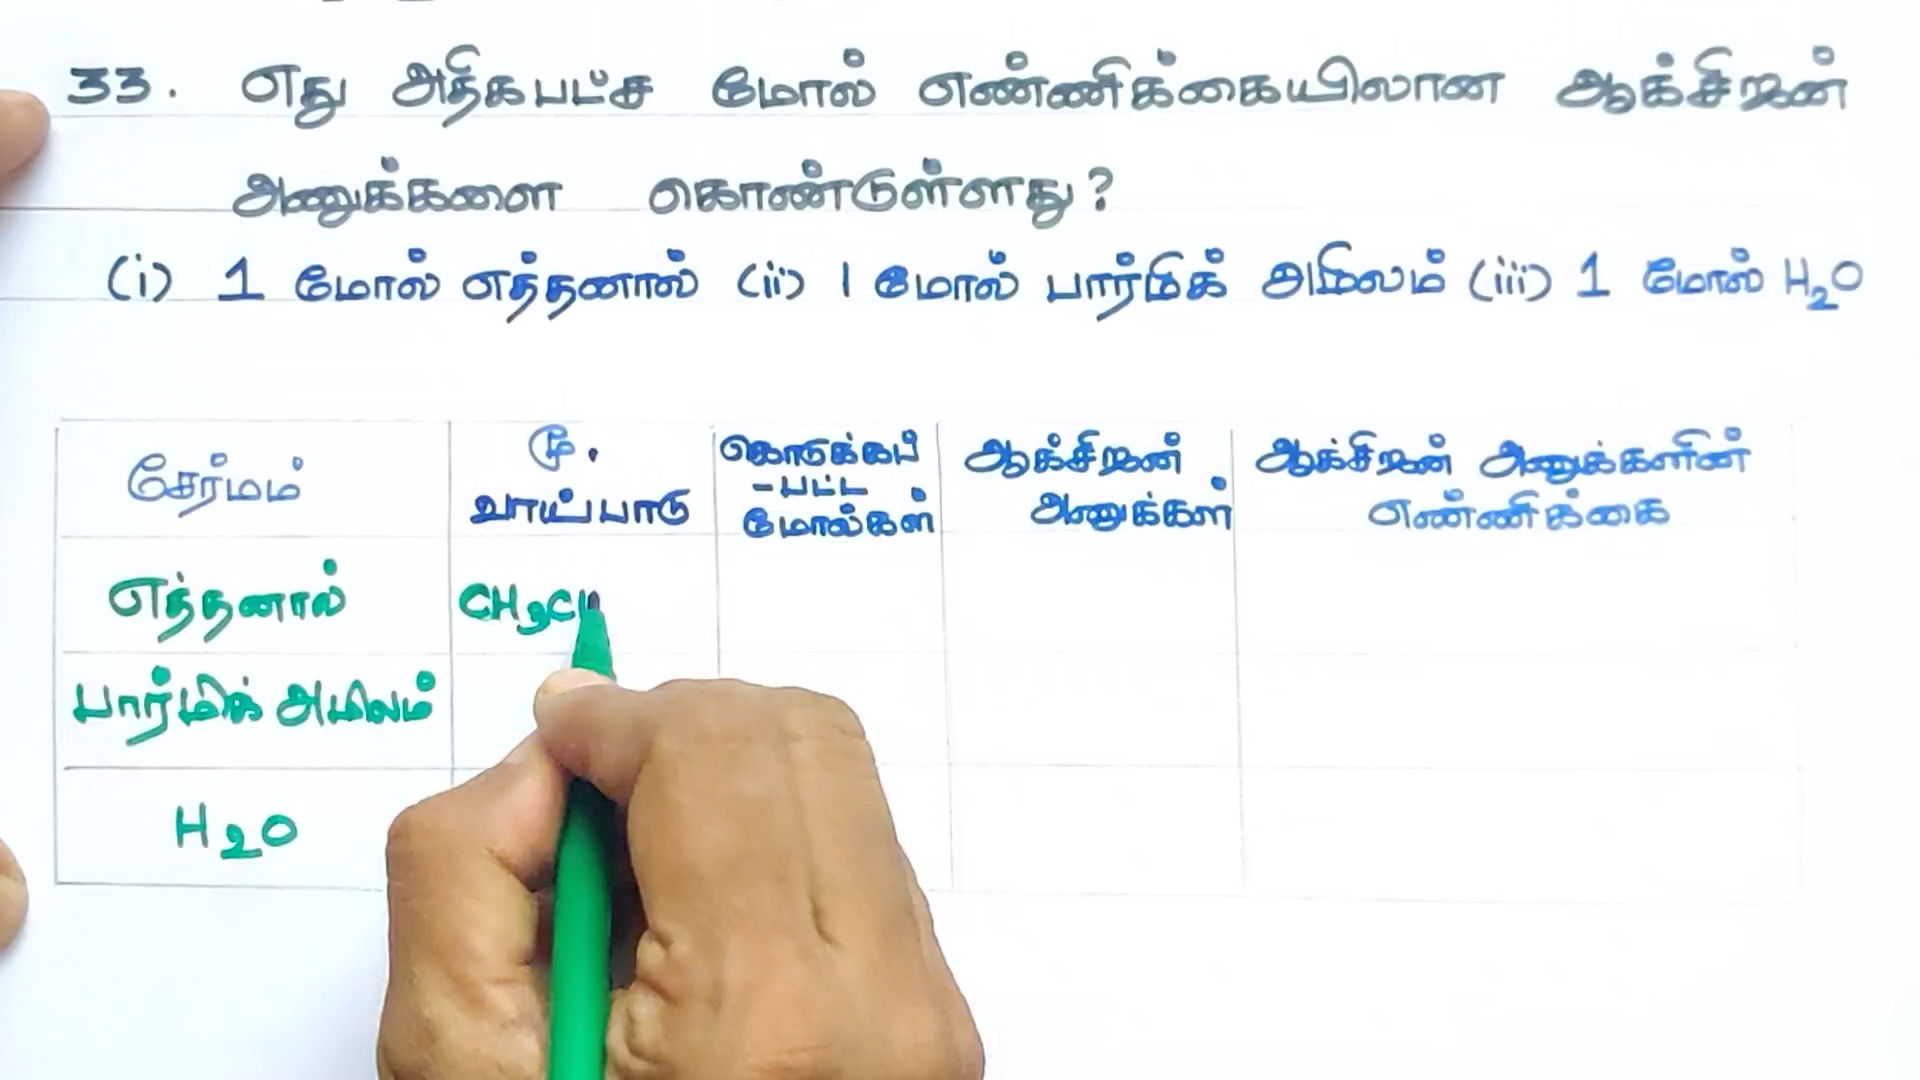 33. எது அதிகபட்ச மோல் எண்ணிக்கையிலான ஆக்சிஜன்
அணுக்களை கொண்டுள்ளது?
(i) 1 மோல் எத்தனால் (ii) 1 மோல் பார்மிக் அமிலம் (iii) 1 மோல் H₂O
சேர்மம்
மூ.
வாய்பாடு
கொடுக்கப்
-பட்ட
மோல்கள்
ஆக்சிஜன்
அணுக்கள்
ஆக்சிஜன் அணுக்களின்
எண்ணிக்கை
எத்தனால் CH₃CH
பார்மிக் அமிலம்
H₂O